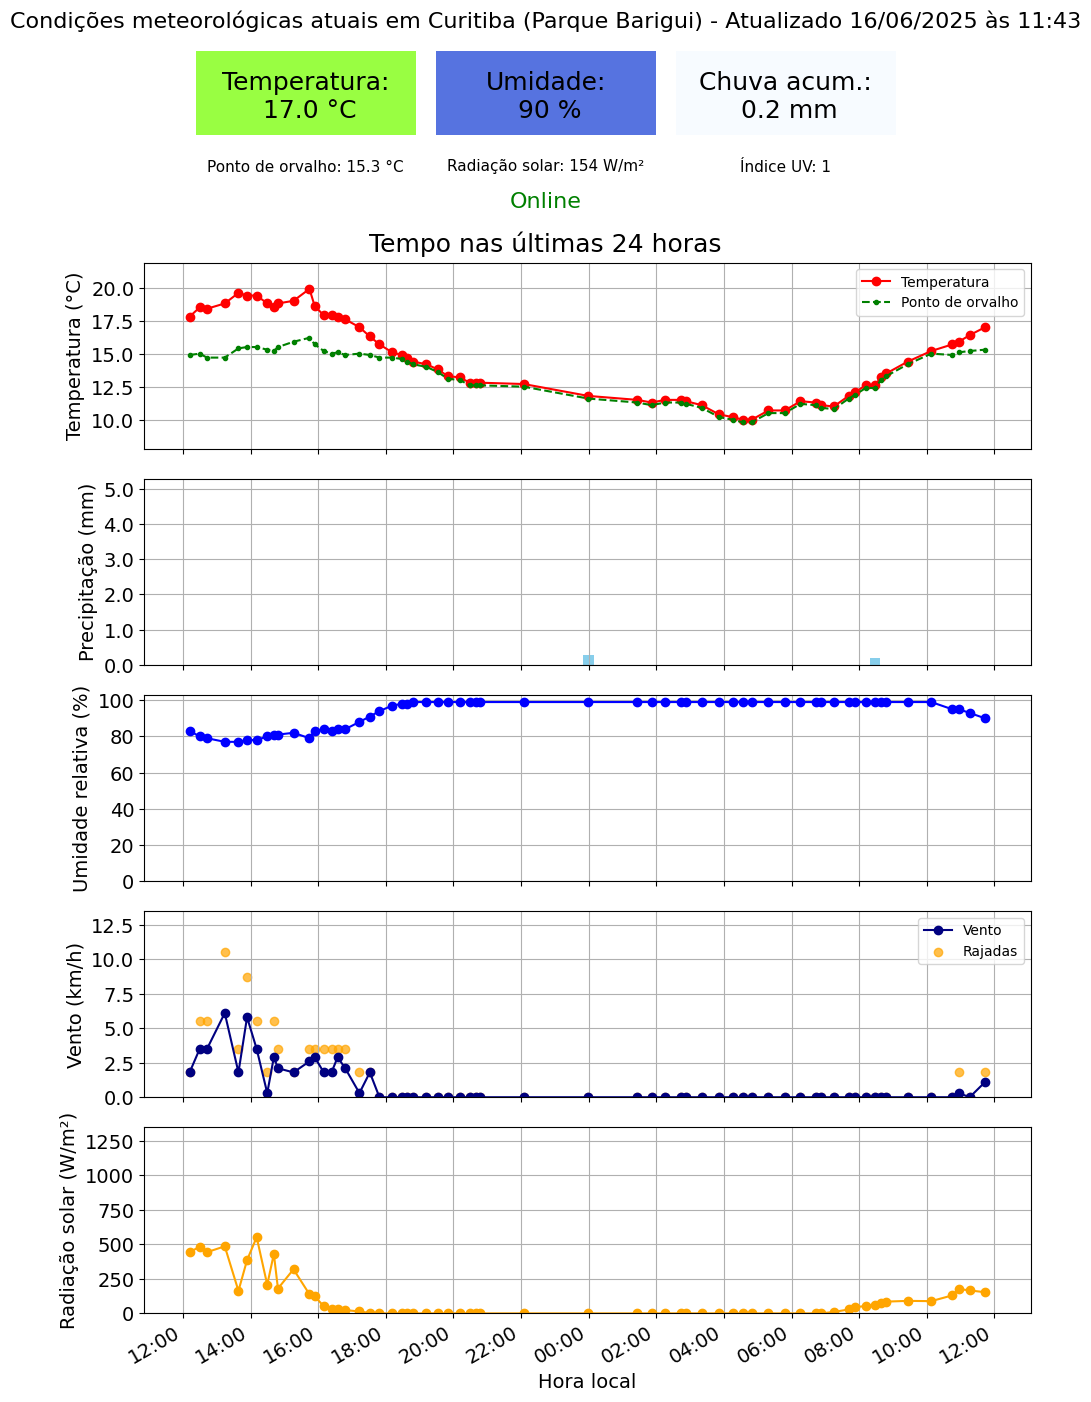 Condições meteorológicas atuais em Curitiba (Parque Barigui) - Atualizado 16/06/2025 às 11:43
Temperatura:
17.0 °C
Umidade:
90 %
Chuva acum.:
0.2 mm
Ponto de orvalho: 15.3 °C
Radiação solar: 154 W/m²
Índice UV: 1
Online
Tempo nas últimas 24 horas
Temperatura (°C)
20.0
17.5
15.0
12.5
10.0
Temperatura
Ponto de orvalho
Precipitação (mm)
5.0
4.0
3.0
2.0
1.0
0.0
Umidade relativa (%)
100
80
60
40
20
0
Vento (km/h)
12.5
10.0
7.5
5.0
2.5
0.0
Vento
Rajadas
Radiação solar (W/m²)
1250
1000
750
500
250
0
12:00
14:00
16:00
18:00
20:00
22:00
00:00
02:00
04:00
06:00
08:00
10:00
12:00
Hora local